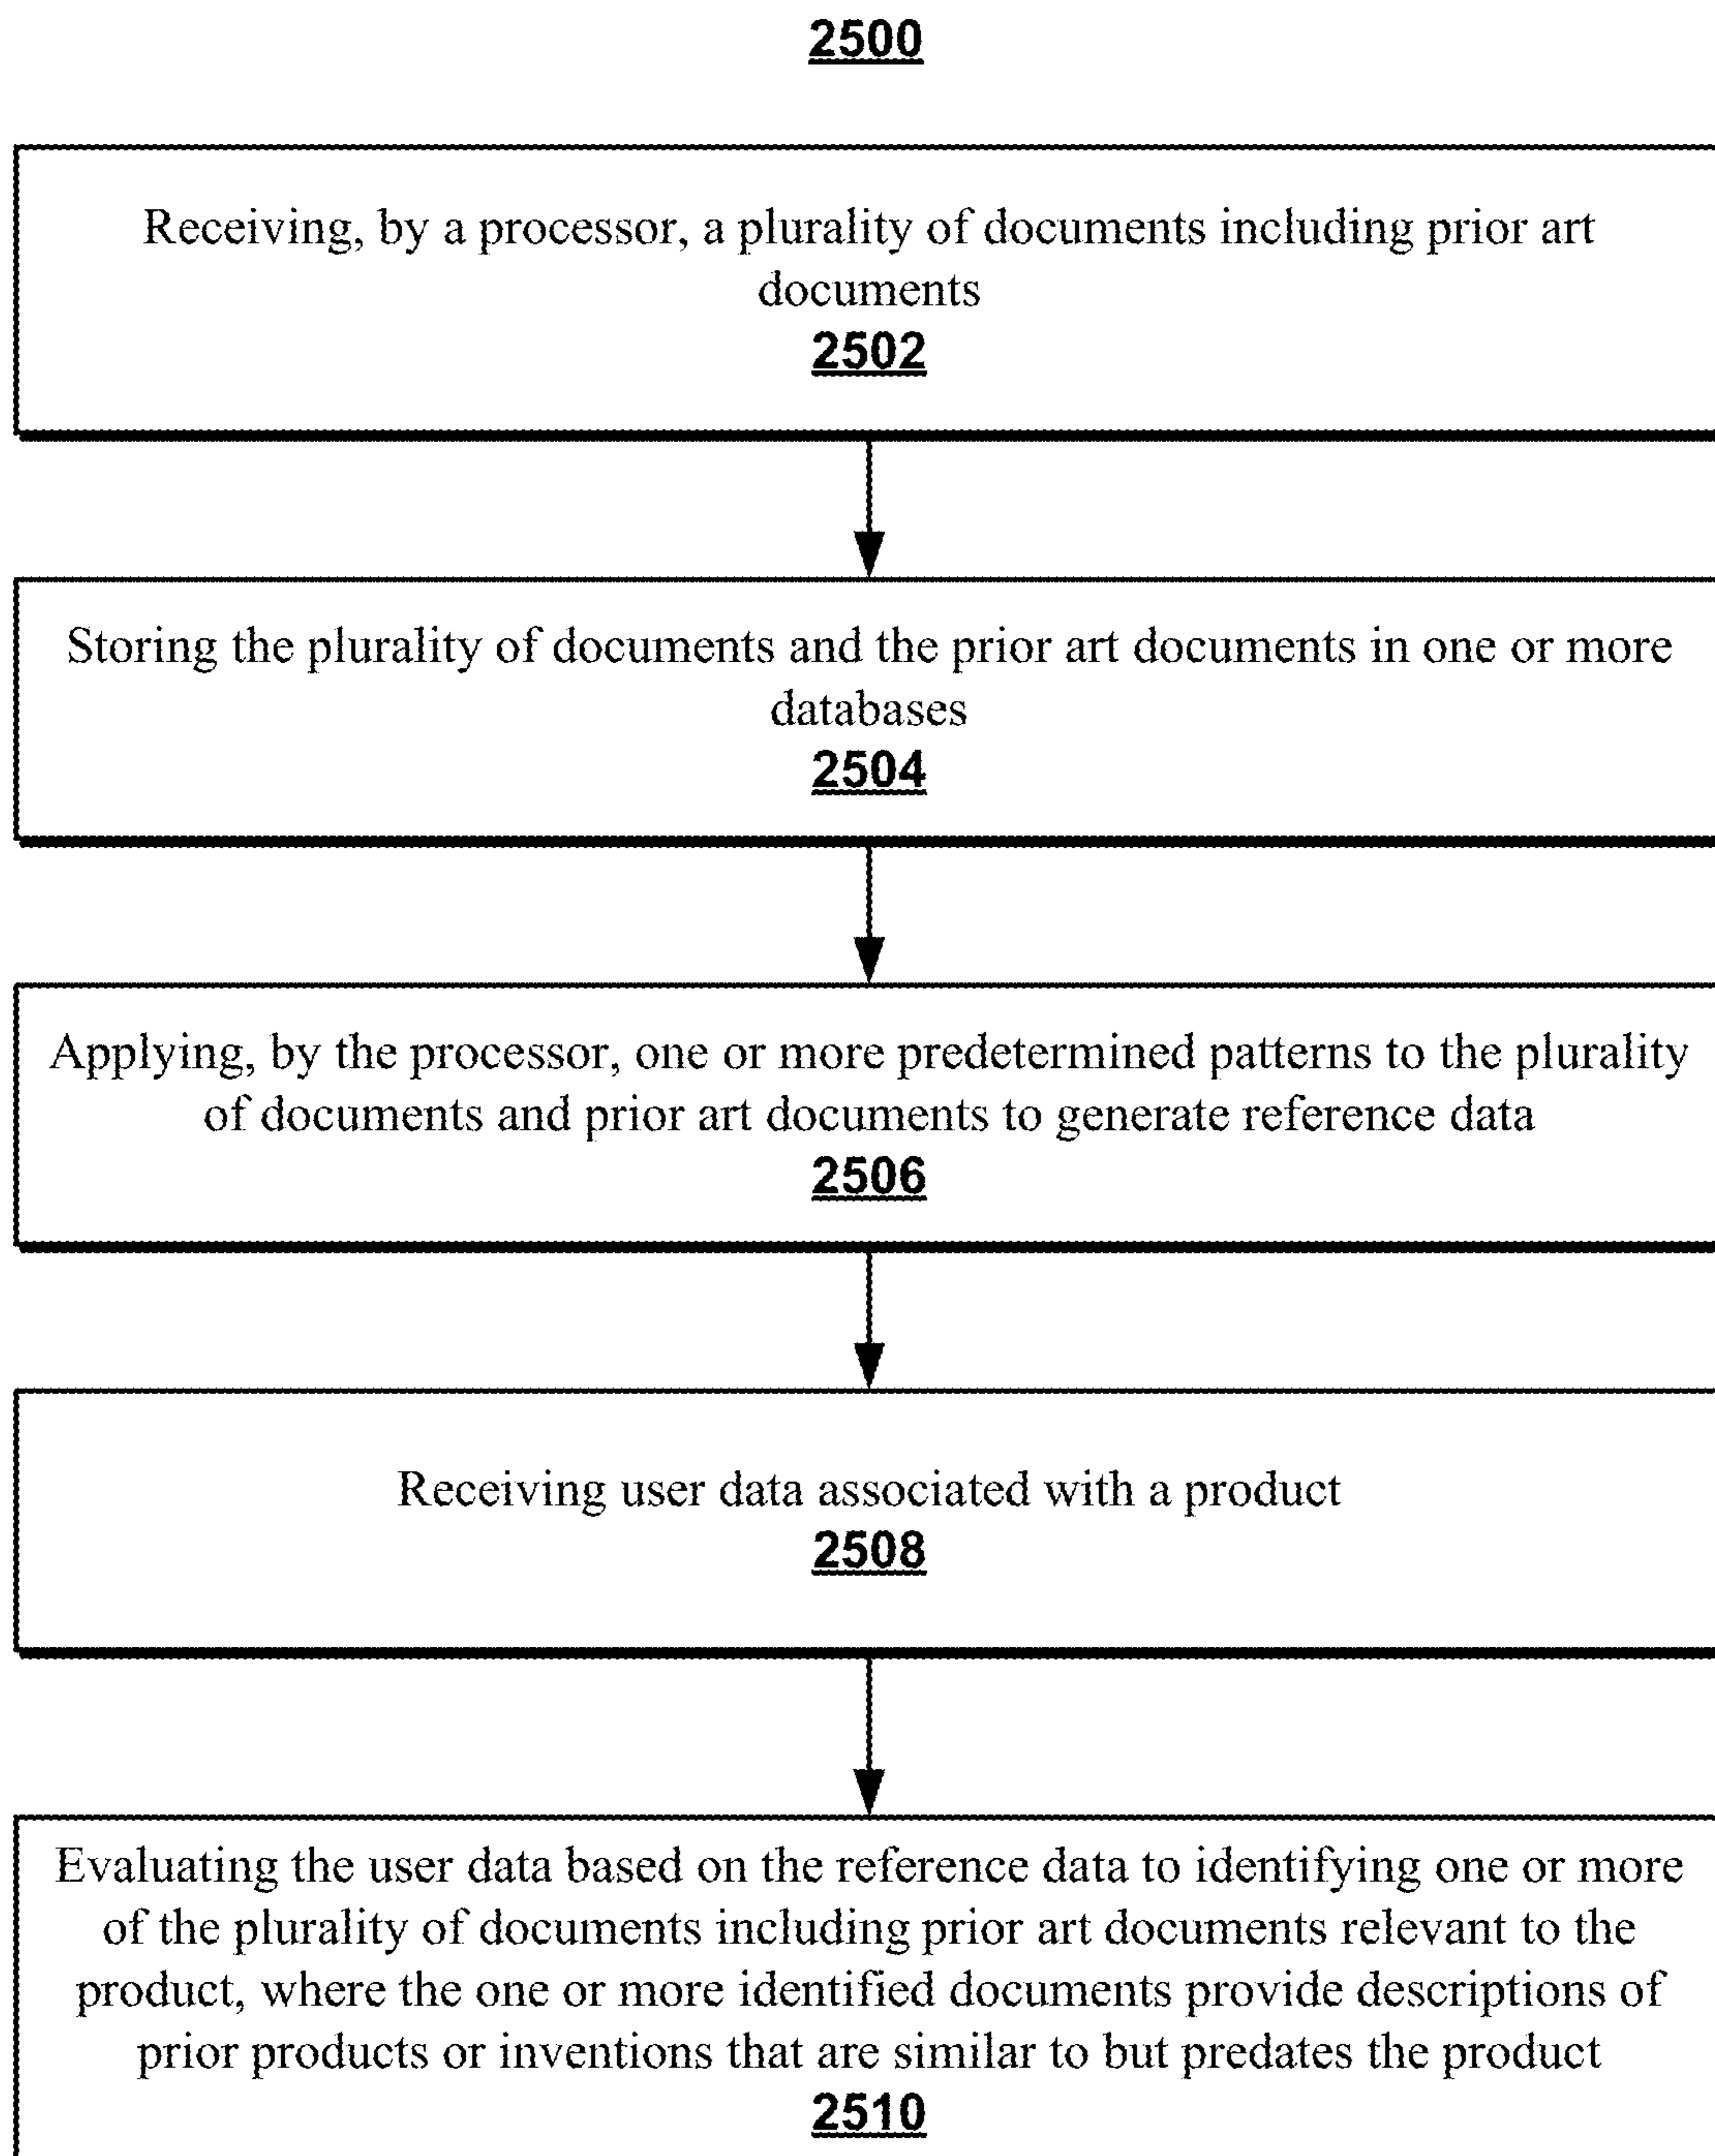 2500
Receiving, by a processor, a plurality of documents including prior art
documents
2502
Storing the plurality of documents and the prior art documents in one or more
databases
2504
Applying, by the processor, one or more predetermined patterns to the plurality
of documents and prior art documents to generate reference data
2506
Receiving user data associated with a product
2508
Evaluating the user data based on the reference data to identifying one or more
of the plurality of documents including prior art documents relevant to the
product, where the one or more identified documents provide descriptions of
prior products or inventions that are similar to but predates the product
2510